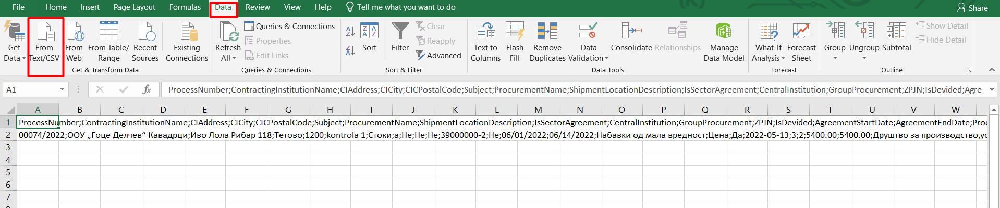 File Home Insert Page Layout Formulas Data Review View Help Tell me what you want to do Share
Get Data From Text/CSV From Web From Table/ Range Recent Sources Existing Connections
Get & Transform Data
Refresh All Queries & Connections Properties Edit Links
Queries & Connections
Sort Filter Clear Reapply Advanced
Sort & Filter
Text to Columns Flash Fill Remove Duplicates Data Validation Consolidate Relationships Manage Data Model
Data Tools
What-If Analysis Forecast Sheet
Forecast
Group Ungroup Subtotal Show Detail Hide Detail
Outline
A1 fx ProcessNumber;ContractingInstitutionName;CIAddress;CICity;CICPostalCode;Subject;ProcurementName;ShipmentLocationDescription;IsSectorAgreement;CentralInstitution;GroupProcurement;ZPJN;IsDevided;Agre
A B C D E F G H I J K L M N O P Q R S T U V W
1 ProcessNumber;ContractingInstitutionName;CIAddress;CICity;CICPostalCode;Subject;ProcurementName;ShipmentLocationDescription;IsSectorAgreement;CentralInstitution;GroupProcurement;ZPJN;IsDevided;AgreementStartDate;AgreementEndDate;Proc
2 00074/2022;ООУ „Гоце Делчев“ Кавадрци;Иво Лола Рибар 118;Тетово;1200;kontrola 1;Стоки;а;Не;Не;Не;39000000-2;Не;06/01/2022;06/14/2022;Набавки од мала вредност;Цена;Да;2022-05-13;3;2;5400.00;5400.00;Друштво за производство,ус
3
4
5
6
7